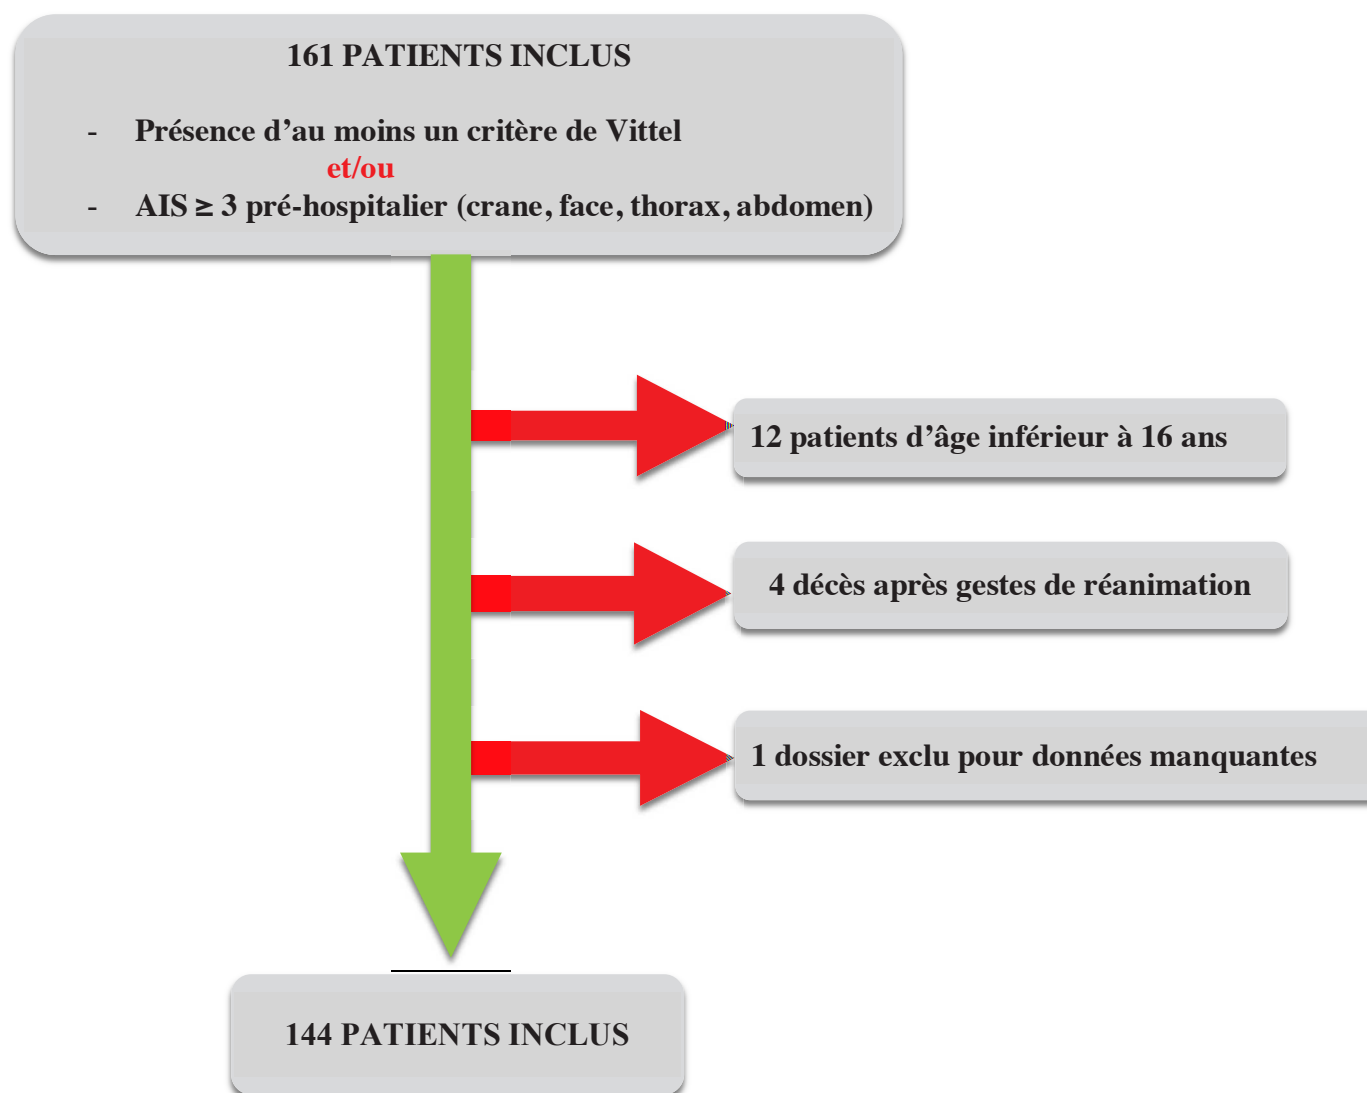 161 PATIENTS INCLUS
- Présence d’au moins un critère de Vittel
et/ou
- AIS ≥ 3 pré-hospitalier (crane, face, thorax, abdomen)
12 patients d’âge inférieur à 16 ans
4 décès après gestes de réanimation
1 dossier exclu pour données manquantes
144 PATIENTS INCLUS